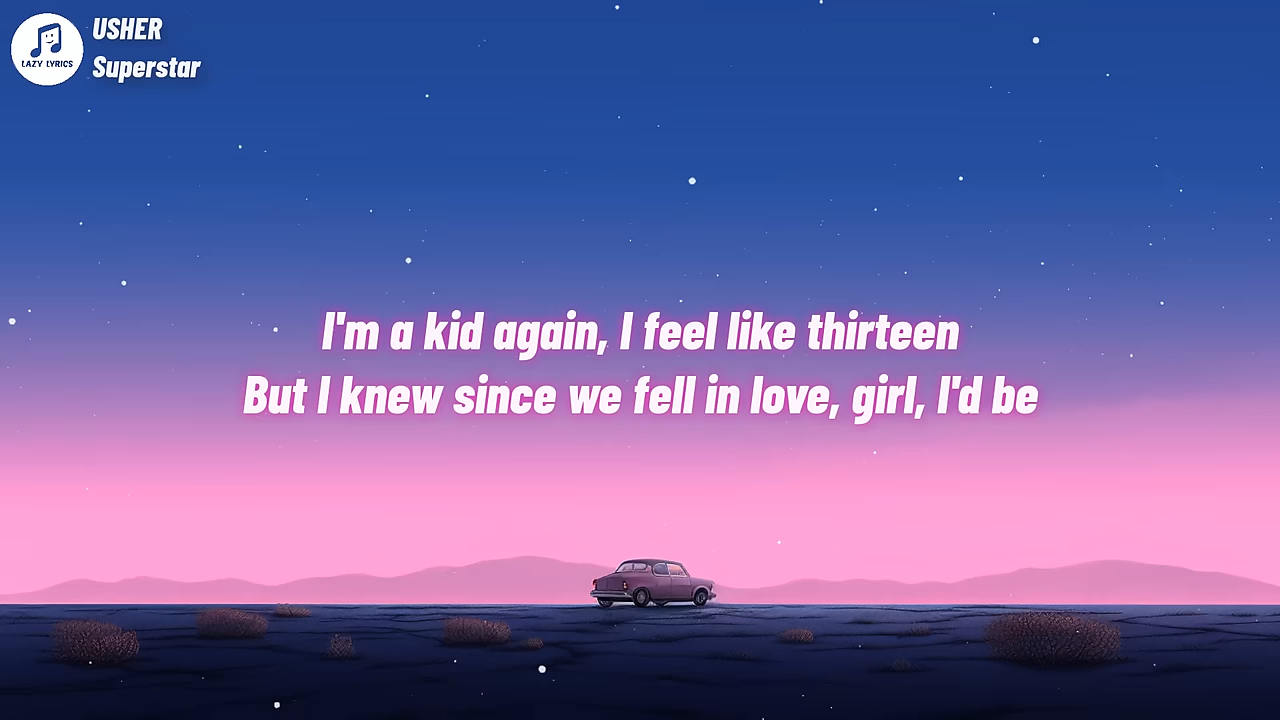 LAZY LYRICS
USHER
Superstar
I'm a kid again, I feel like thirteen
But I knew since we fell in love, girl, I'd be